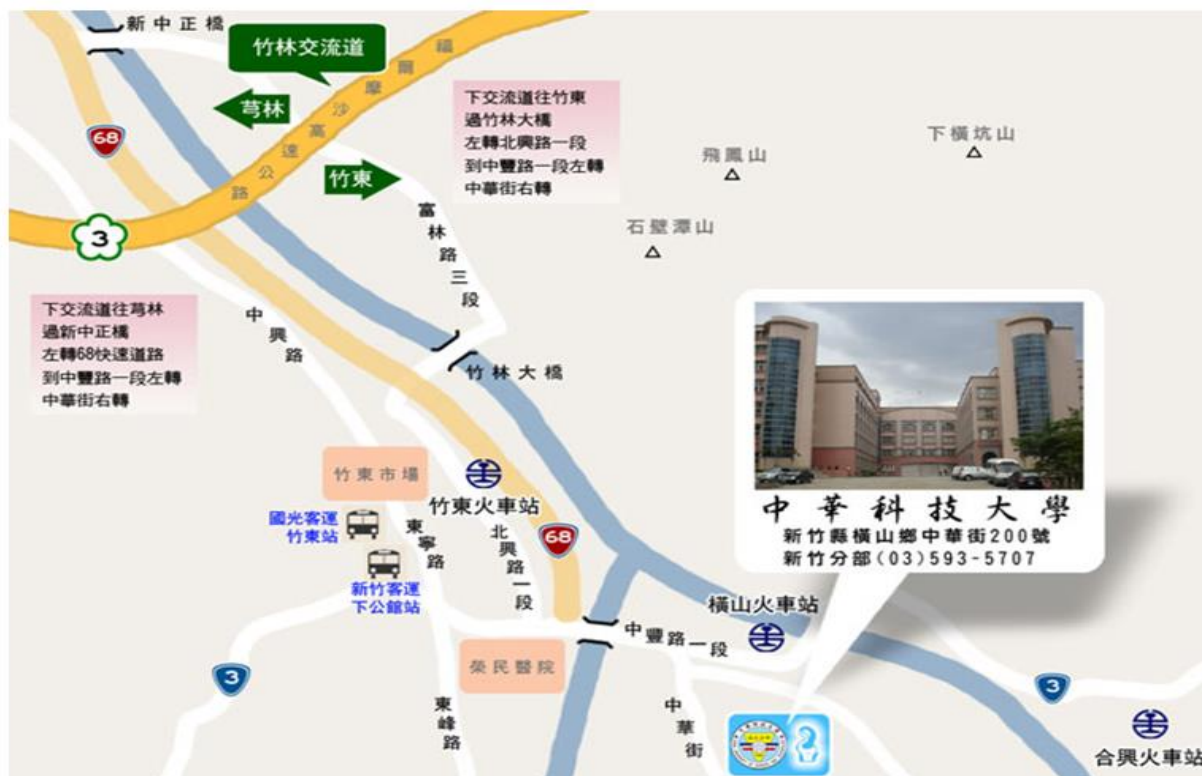 新中正橋
竹林交流道
福爾摩沙高速公路
芎林
68
竹東
下交流道往竹東
過竹林大橋
左轉北興路一段
到中豐路一段左轉
中華街右轉
下橫坑山
飛鳳山
石壁潭山
3
富林路三段
下交流道往芎林
過新中正橋
左轉68快速道路
到中豐路一段左轉
中華街右轉
中興路
竹林大橋
竹東市場
竹東火車站
國光客運
竹東站
東寧路
北興路一段
68
新竹客運
下公館站
中華科技大學
新竹縣橫山鄉中華街200號
新竹分部(03)593-5707
橫山火車站
中豐路一段
榮民醫院
3
東峰路
中華街
3
合興火車站